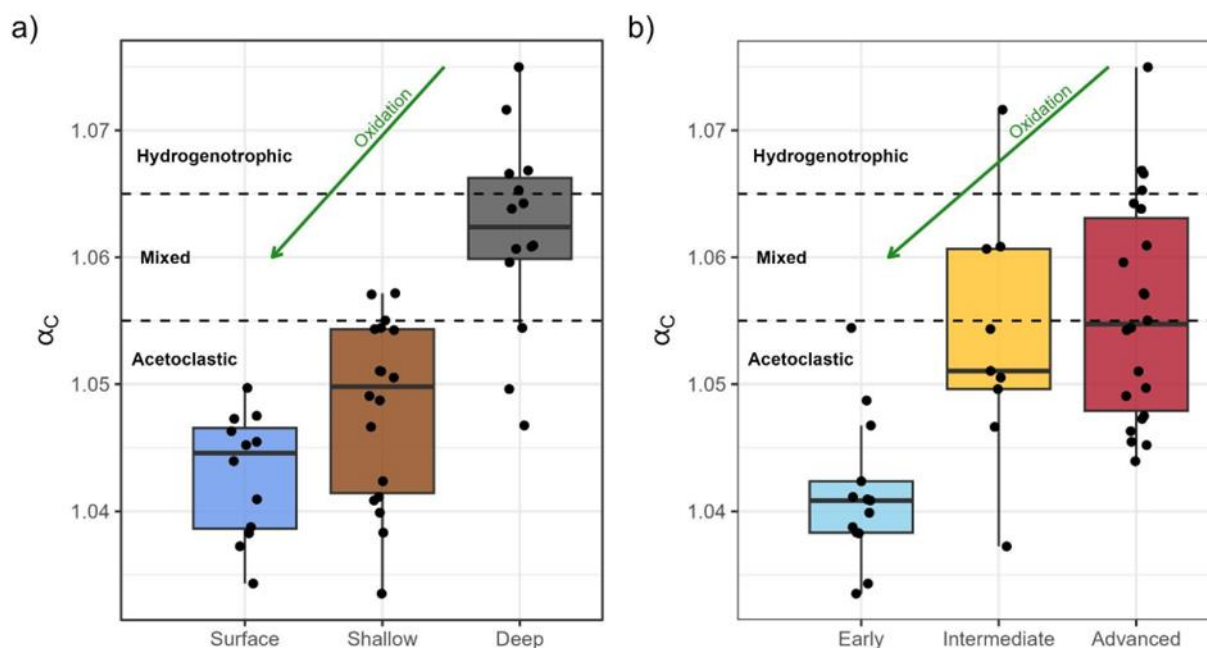 a)
αC
1.07
1.06
1.05
1.04
Hydrogenotrophic
Mixed
Acetoclastic
Oxidation
Surface Shallow Deep
b)
αC
1.07
1.06
1.05
1.04
Hydrogenotrophic
Mixed
Acetoclastic
Oxidation
Early Intermediate Advanced